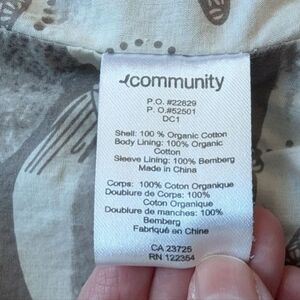 community
P.O. #22829
P. O.#52501
DC1
Shell: 100 % Organic Cotton
Body Lining: 100% Organic
Cotton
Sleeve Lining: 100% Bemberg
Made in China
Corps: 100% Coton Organique
Doublure de Corps: 100%
Coton Organique
Doublure de manches: 100%
Bemberg
Fabriqué en Chine
CA 23725
RN 122354